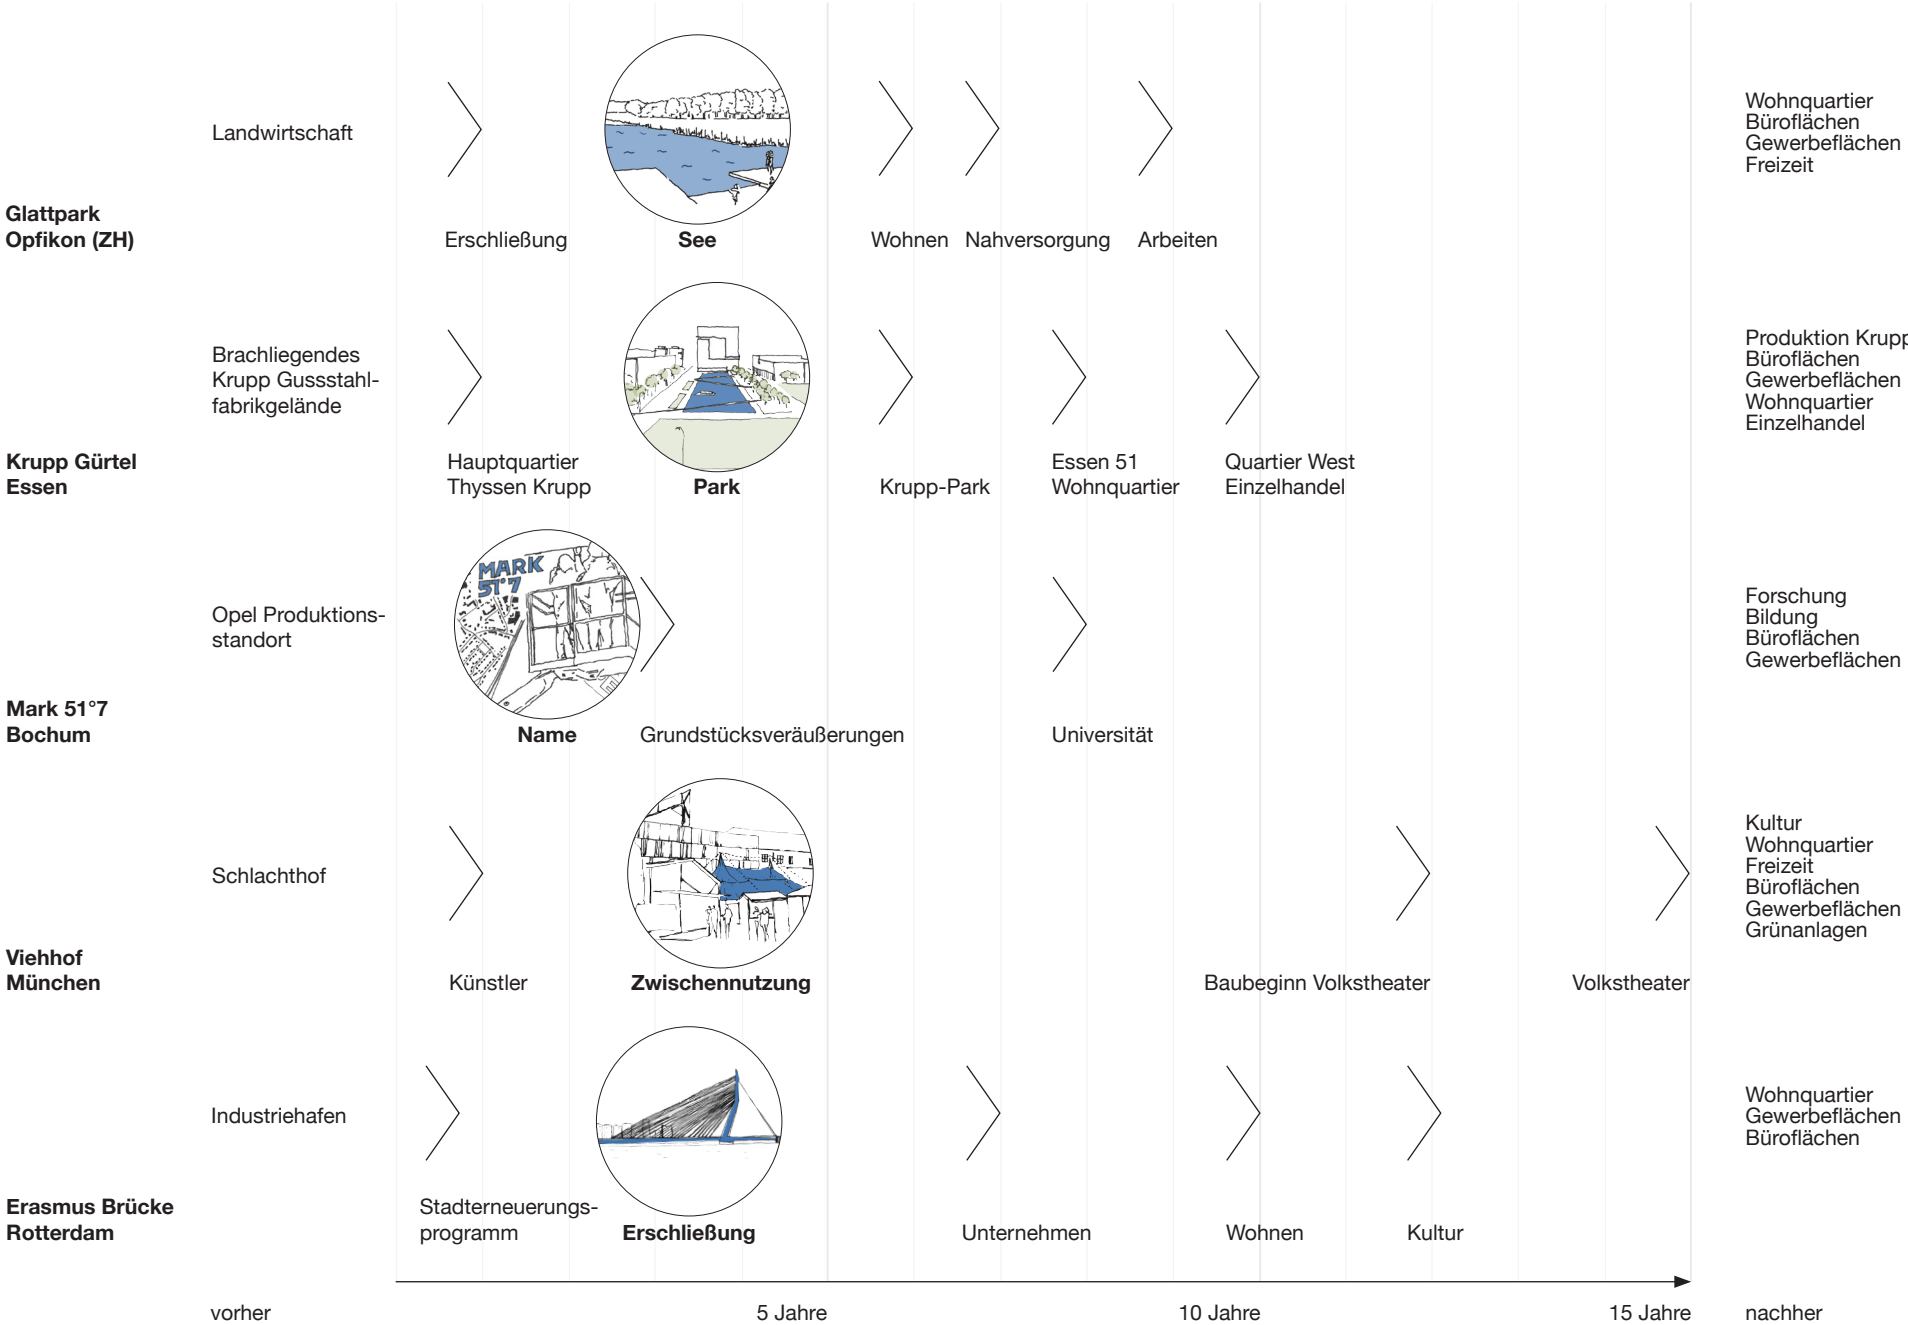 Landwirtschaft
Wohnquartier
Büroflächen
Gewerbeflächen
Freizeit
Glattpark
Opfikon (ZH)
Erschließung
See
Wohnen
Nahversorgung
Arbeiten
Brachliegendes
Krupp Gussstahl-
fabrikgelände
Produktion Krupp
Büroflächen
Gewerbeflächen
Wohnquartier
Einzelhandel
Krupp Gürtel
Essen
Hauptquartier
Thyssen Krupp
Park
Krupp-Park
Essen 51
Wohnquartier
Quartier West
Einzelhandel
MARK
51°7
Opel Produktions-
standort
Forschung
Bildung
Büroflächen
Gewerbeflächen
Mark 51°7
Bochum
Name
Grundstücksveräußerungen
Universität
Schlachthof
Kultur
Wohnquartier
Freizeit
Büroflächen
Gewerbeflächen
Grünanlagen
Viehhof
München
Künstler
Zwischennutzung
Baubeginn Volkstheater
Volkstheater
Industriehafen
Wohnquartier
Gewerbeflächen
Büroflächen
Erasmus Brücke
Rotterdam
Stadterneuerungs-
programm
Erschließung
Unternehmen
Wohnen
Kultur
vorher
5 Jahre
10 Jahre
15 Jahre
nachher